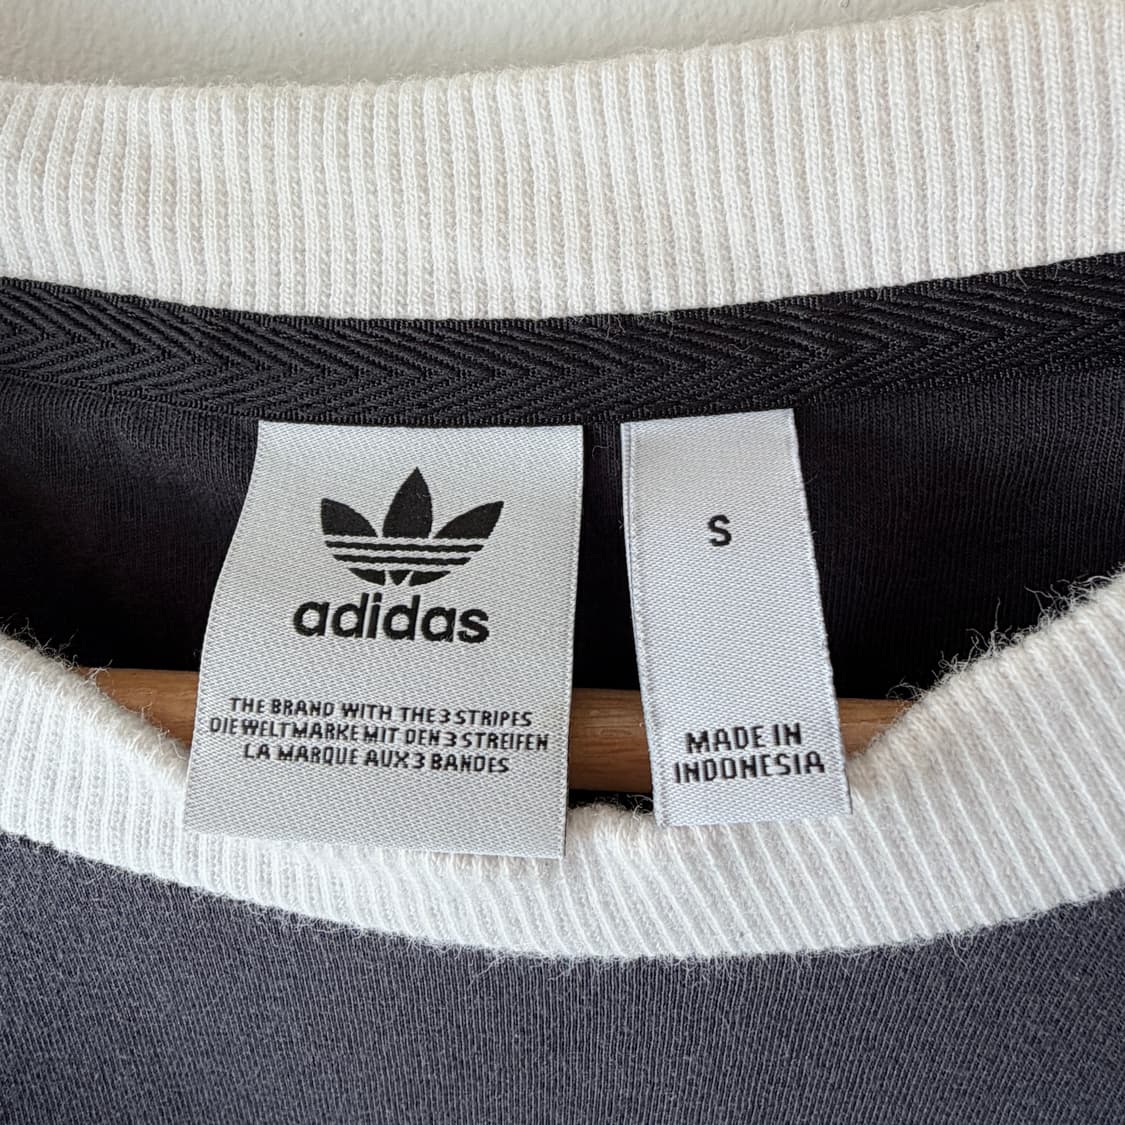 adidas
THE BRAND WITH THE 3 STRIPES
DIE WELTMARKE MIT DEN 3 STREIFEN
LA MARQUE AUX 3 BANDES
S
MADE IN
INDONESIA